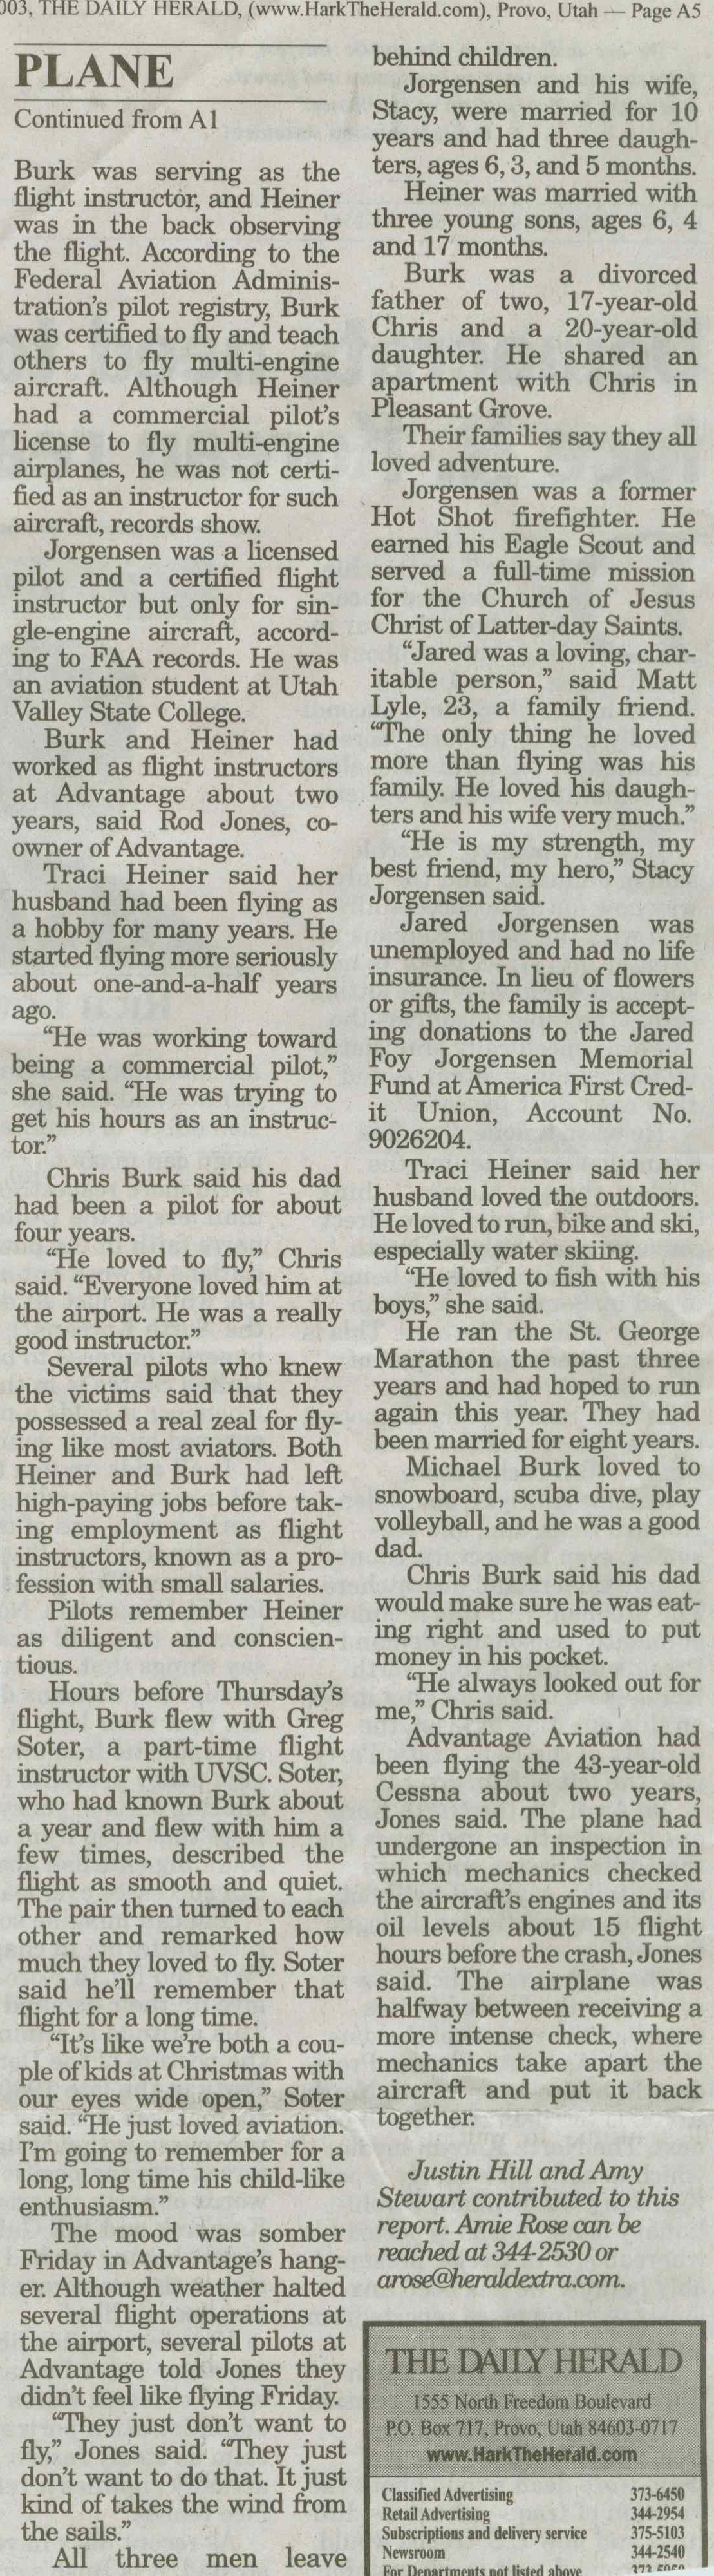 003, THE DAILY HERALD, (www.HarkTheHerald.com), Provo, Utah — Page A5
PLANE
Continued from A1
Burk was serving as the
flight instructor, and Heiner
was in the back observing
the flight. According to the
Federal Aviation Adminis-
tration's pilot registry, Burk
was certified to fly and teach
others to fly multi-engine
aircraft. Although Heiner
had a commercial pilot's
license to fly multi-engine
airplanes, he was not certi-
fied as an instructor for such
aircraft, records show.
Jorgensen was a licensed
pilot and a certified flight
instructor but only for sin-
gle-engine aircraft, accord-
ing to FAA records. He was
an aviation student at Utah
Valley State College.
Burk and Heiner had
worked as flight instructors
at Advantage about two
years, said Rod Jones, co-
owner of Advantage.
Traci Heiner said her
husband had been flying as
a hobby for many years. He
started flying more seriously
about one-and-a-half years
ago.
“He was working toward
being a commercial pilot,”
she said. “He was trying to
get his hours as an instruc-
tor.”
Chris Burk said his dad
had been a pilot for about
four years.
“He loved to fly,” Chris
said. “Everyone loved him at
the airport. He was a really
good instructor.”
Several pilots who knew
the victims said that they
possessed a real zeal for fly-
ing like most aviators. Both
Heiner and Burk had left
high-paying jobs before tak-
ing employment as flight
instructors, known as a pro-
fession with small salaries.
Pilots remember Heiner
as diligent and conscien-
tious.
Hours before Thursday's
flight, Burk flew with Greg
Soter, a part-time flight
instructor with UVSC. Soter,
who had known Burk about
a year and flew with him a
few times, described the
flight as smooth and quiet.
The pair then turned to each
other and remarked how
much they loved to fly. Soter
said he'll remember that
flight for a long time.
“It's like we're both a cou-
ple of kids at Christmas with
our eyes wide open,” Soter
said. “He just loved aviation.
I'm going to remember for a
long, long time his child-like
enthusiasm.”
The mood was somber
Friday in Advantage's hang-
er. Although weather halted
several flight operations at
the airport, several pilots at
Advantage told Jones they
didn't feel like flying Friday.
“They just don't want to
fly,” Jones said. “They just
don't want to do that. It just
kind of takes the wind from
the sails.”
All three men leave
behind children.
Jorgensen and his wife,
Stacy, were married for 10
years and had three daugh-
ters, ages 6, 3, and 5 months.
Heiner was married with
three young sons, ages 6, 4
and 17 months.
Burk was a divorced
father of two, 17-year-old
Chris and a 20-year-old
daughter. He shared an
apartment with Chris in
Pleasant Grove.
Their families say they all
loved adventure.
Jorgensen was a former
Hot Shot firefighter. He
earned his Eagle Scout and
served a full-time mission
for the Church of Jesus
Christ of Latter-day Saints.
“Jared was a loving, char-
itable person,” said Matt
Lyle, 23, a family friend.
“The only thing he loved
more than flying was his
family. He loved his daugh-
ters and his wife very much.”
“He is my strength, my
best friend, my hero,” Stacy
Jorgensen said.
Jared Jorgensen was
unemployed and had no life
insurance. In lieu of flowers
or gifts, the family is accept-
ing donations to the Jared
Foy Jorgensen Memorial
Fund at America First Cred-
it Union, Account No.
9026204.
Traci Heiner said her
husband loved the outdoors.
He loved to run, bike and ski,
especially water skiing.
“He loved to fish with his
boys,” she said.
He ran the St. George
Marathon the past three
years and had hoped to run
again this year. They had
been married for eight years.
Michael Burk loved to
snowboard, scuba dive, play
volleyball, and he was a good
dad.
Chris Burk said his dad
would make sure he was eat-
ing right and used to put
money in his pocket.
“He always looked out for
me,” Chris said.
Advantage Aviation had
been flying the 43-year-old
Cessna about two years,
Jones said. The plane had
undergone an inspection in
which mechanics checked
the aircraft's engines and its
oil levels about 15 flight
hours before the crash, Jones
said. The airplane was
halfway between receiving a
more intense check, where
mechanics take apart the
aircraft and put it back
together.
Justin Hill and Amy
Stewart contributed to this
report. Amie Rose can be
reached at 344-2530 or
arose@heraldextra.com.
THE DAILY HERALD
1555 North Freedom Boulevard
P.O. Box 717, Provo, Utah 84603-0717
www.HarkTheHerald.com
Classified Advertising 373-6450
Retail Advertising 344-2954
Subscriptions and delivery service 375-5103
Newsroom 344-2540
For Departments not listed above